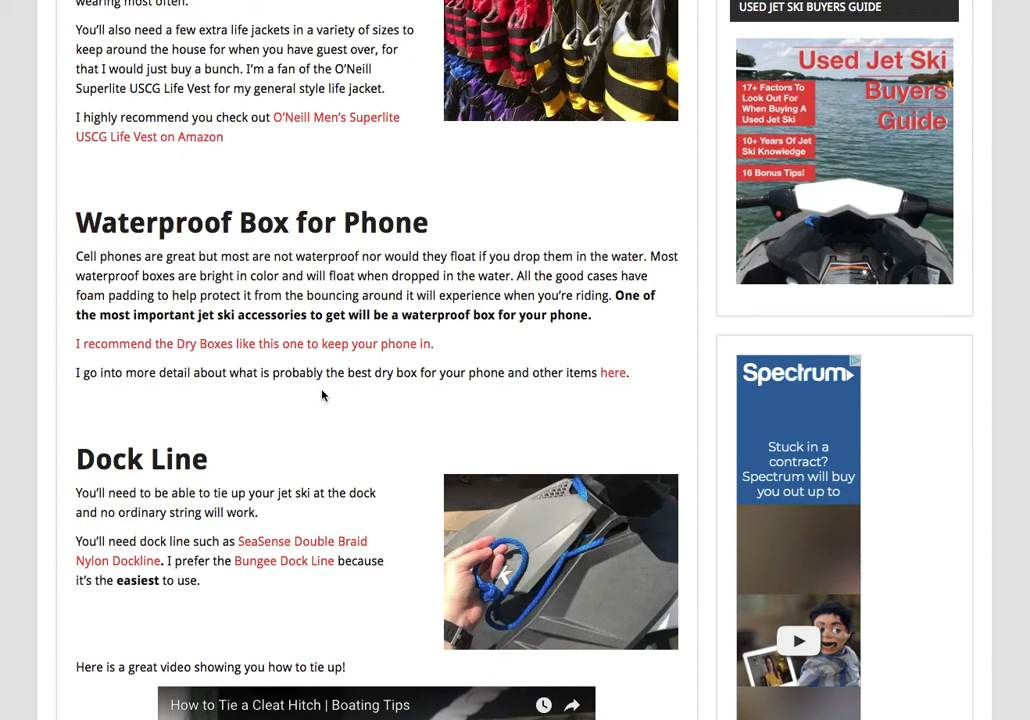 wearing most often.
You'll also need a few extra life jackets in a variety of sizes to
keep around the house for when you have guest over, for
that I would just buy a bunch. I'm a fan of the O'Neill
Superlite USCG Life Vest for my general style life jacket.
I highly recommend you check out O'Neill Men's Superlite
USCG Life Vest on Amazon
Waterproof Box for Phone
Cell phones are great but most are not waterproof nor would they float if you drop them in the water. Most
waterproof boxes are bright in color and will float when dropped in the water. All the good cases have
foam padding to help protect it from the bouncing around it will experience when you're riding. One of
the most important jet ski accessories to get will be a waterproof box for your phone.
I recommend the Dry Boxes like this one to keep your phone in.
I go into more detail about what is probably the best dry box for your phone and other items here.
Dock Line
You'll need to be able to tie up your jet ski at the dock
and no ordinary string will work.
You'll need dock line such as SeaSense Double Braid
Nylon Dockline. I prefer the Bungee Dock Line because
it's the easiest to use.
Here is a great video showing you how to tie up!
How to Tie a Cleat Hitch | Boating Tips
USED JET SKI BUYERS GUIDE
Used Jet Ski
Buyers
Guide
17+ Factors To
Look Out For
When Buying A
Used Jet Ski
10+ Years Of Jet
Ski Knowledge
16 Bonus Tips!
Spectrum
Stuck in a
contract?
Spectrum will buy
you out up to